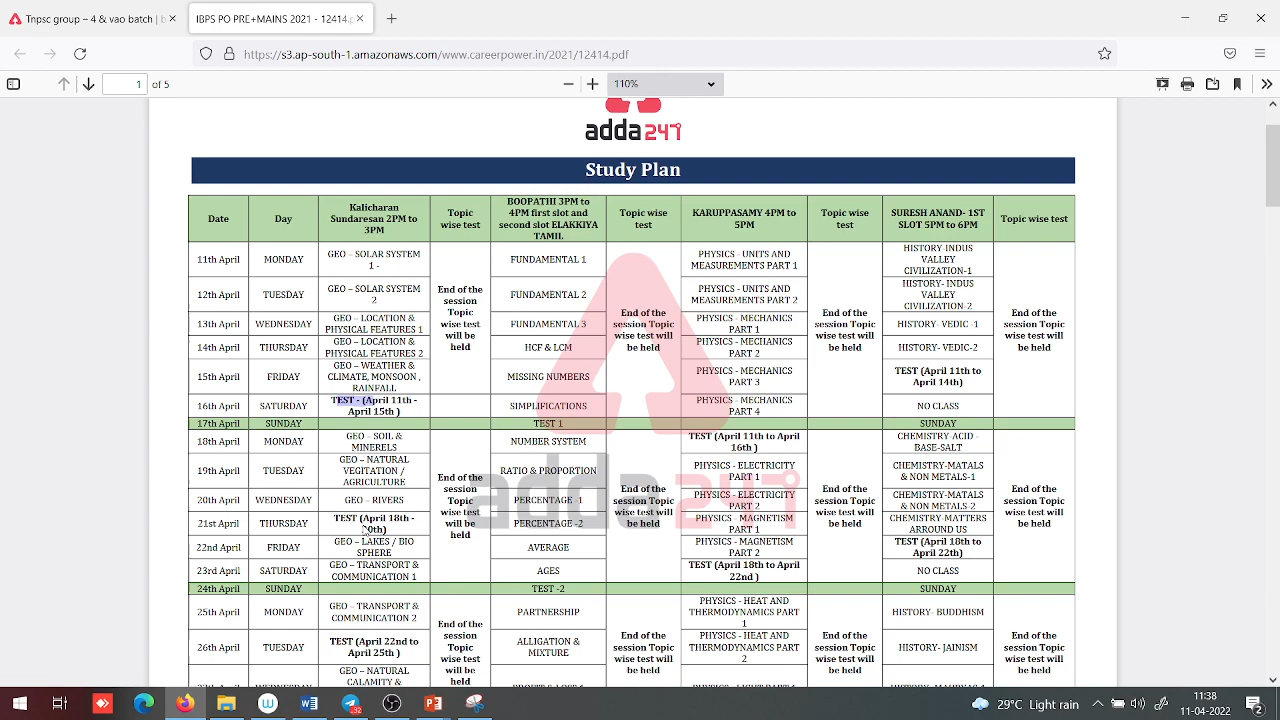 Tnpsc group – 4 & vao batch | b
IBPS PO PRE+MAINS 2021 - 12414.p
https://s3.ap-south-1.amazonaws.com/www.careerpower.in/2021/12414.pdf
1 of 5
110%
adda247
Study Plan
Date
Day
Kalicharan
Sundaresan 2PM to
3PM
Topic
wise test
BOOPATHI 3PM to
4PM first slot and
second slot ELAKKIYA
TAMIL
Topic wise
test
KARUPPASAMY 4PM to
5PM
Topic wise
test
SURESH ANAND- 1ST
SLOT 5PM to 6PM
Topic wise test
11th April
MONDAY
GEO – SOLAR SYSTEM
1 -
FUNDAMENTAL 1
PHYSICS - UNITS AND
MEASUREMENTS PART 1
HISTORY-INDUS
VALLEY
CIVILIZATION-1
12th April
TUESDAY
GEO – SOLAR SYSTEM
2
FUNDAMENTAL 2
PHYSICS - UNITS AND
MEASUREMENTS PART 2
HISTORY- INDUS
VALLEY
CIVILIZATION-2
End of the
session
Topic
wise test
will be
held
End of the
session Topic
wise test will
be held
End of the
session Topic
wise test will
be held
End of the
session Topic
wise test will
be held
13th April
WEDNESDAY
GEO – LOCATION &
PHYSICAL FEATURES 1
FUNDAMENTAL 3
PHYSICS - MECHANICS
PART 1
HISTORY- VEDIC -1
14th April
THURSDAY
GEO – LOCATION &
PHYSICAL FEATURES 2
HCF & LCM
PHYSICS - MECHANICS
PART 2
HISTORY- VEDIC-2
15th April
FRIDAY
GEO – WEATHER &
CLIMATE, MONSOON ,
RAINFALL
MISSING NUMBERS
PHYSICS - MECHANICS
PART 3
TEST (April 11th to
April 14th)
16th April
SATURDAY
TEST - (April 11th -
April 15th )
SIMPLIFICATIONS
PHYSICS - MECHANICS
PART 4
NO CLASS
17th April
SUNDAY
TEST 1
SUNDAY
18th April
MONDAY
GEO – SOIL &
MINERELS
NUMBER SYSTEM
TEST (April 11th to April
16th )
CHEMISTRY-ACID -
BASE-SALT
19th April
TUESDAY
GEO – NATURAL
VEGITATION /
AGRICULTURE
RATIO & PROPORTION
PHYSICS - ELECTRICITY
PART 1
CHEMISTRY-MATALS
& NON METALS-1
End of the
session
Topic
wise test
will be
held
End of the
session Topic
wise test will
be held
End of the
session Topic
wise test will
be held
End of the
session Topic
wise test will
be held
20th April
WEDNESDAY
GEO – RIVERS
PERCENTAGE -1
PHYSICS - ELECTRICITY
PART 2
CHEMISTRY-MATALS
& NON METALS-2
21st April
THURSDAY
TEST (April 18th -
20th)
PERCENTAGE -2
PHYSICS - MAGNETISM
PART 1
CHEMISTRY-MATTERS
ARROUND US
22nd April
FRIDAY
GEO – LAKES / BIO
SPHERE
AVERAGE
PHYSICS - MAGNETISM
PART 2
TEST (April 18th to
April 22th)
23rd April
SATURDAY
GEO – TRANSPORT &
COMMUNICATION 1
AGES
TEST (April 18th to April
22nd )
NO CLASS
24th April
SUNDAY
TEST -2
SUNDAY
25th April
MONDAY
GEO – TRANSPORT &
COMMUNICATION 2
PARTNERSHIP
PHYSICS - HEAT AND
THERMODYNAMICS PART
1
HISTORY- BUDDHISM
26th April
TUESDAY
TEST (April 22nd to
April 25th )
ALLIGATION &
MIXTURE
PHYSICS - HEAT AND
THERMODYNAMICS PART
2
HISTORY- JAINISM
End of the
session
Topic
wise test
will be
held
End of the
session Topic
wise test will
be held
End of the
session Topic
wise test will
be held
End of the
session Topic
wise test will
be held
GEO – NATURAL
CALAMITY &
adda247
32
29°C Light rain
ENG
11:38
11-04-2022
2